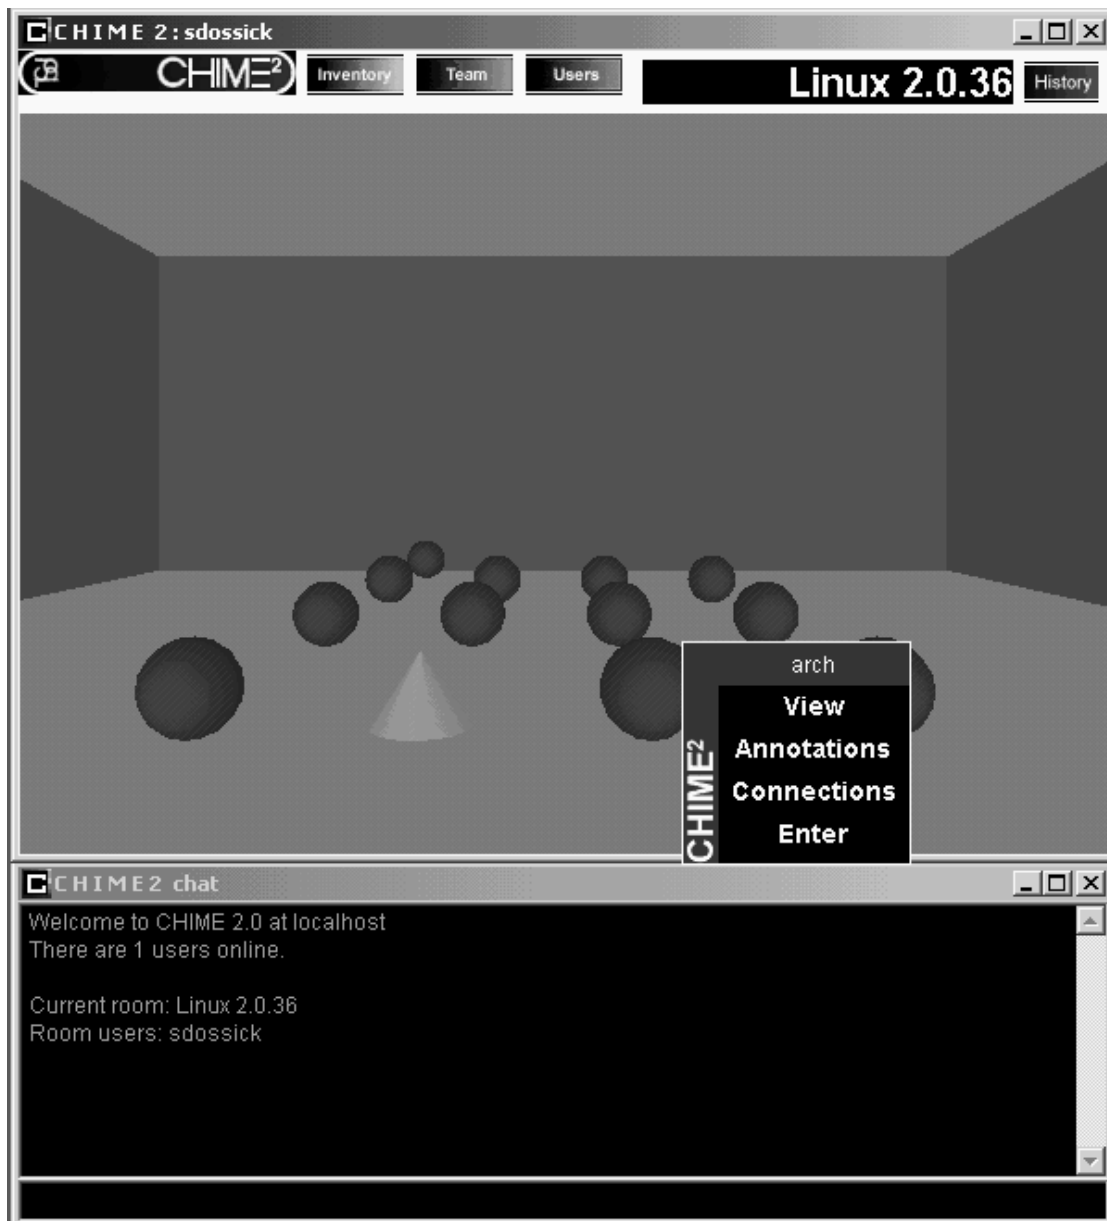 CHIME 2: sdossick
CHIME2 Inventory Team Users Linux 2.0.36 History
arch
View
Annotations
Connections
Enter
CHIME2
CHIME2 chat
Welcome to CHIME 2.0 at localhost
There are 1 users online.
Current room: Linux 2.0.36
Room users: sdossick